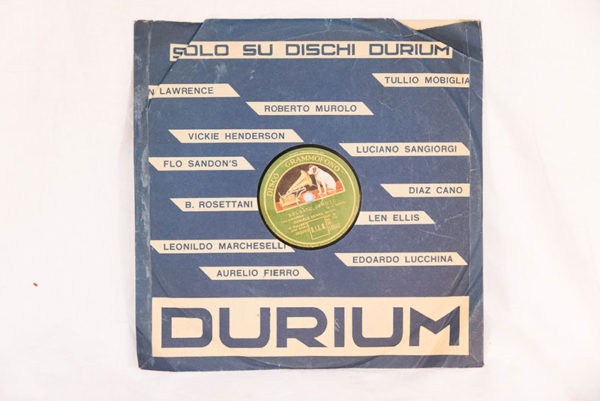 SOLO SU DISCHI DURIUM
TULLIO MOBIGLIA
N LAWRENCE
ROBERTO MUROLO
VICKIE HENDERSON
LUCIANO SANGIORGI
FLO SANDON'S
DISCO GRAMMOFONO
DIAZ CANO
B. ROSETTANI
LEN ELLIS
LEONILDO MARCHESELLI
EDOARDO LUCCHINA
AURELIO FIERRO
DURIUM